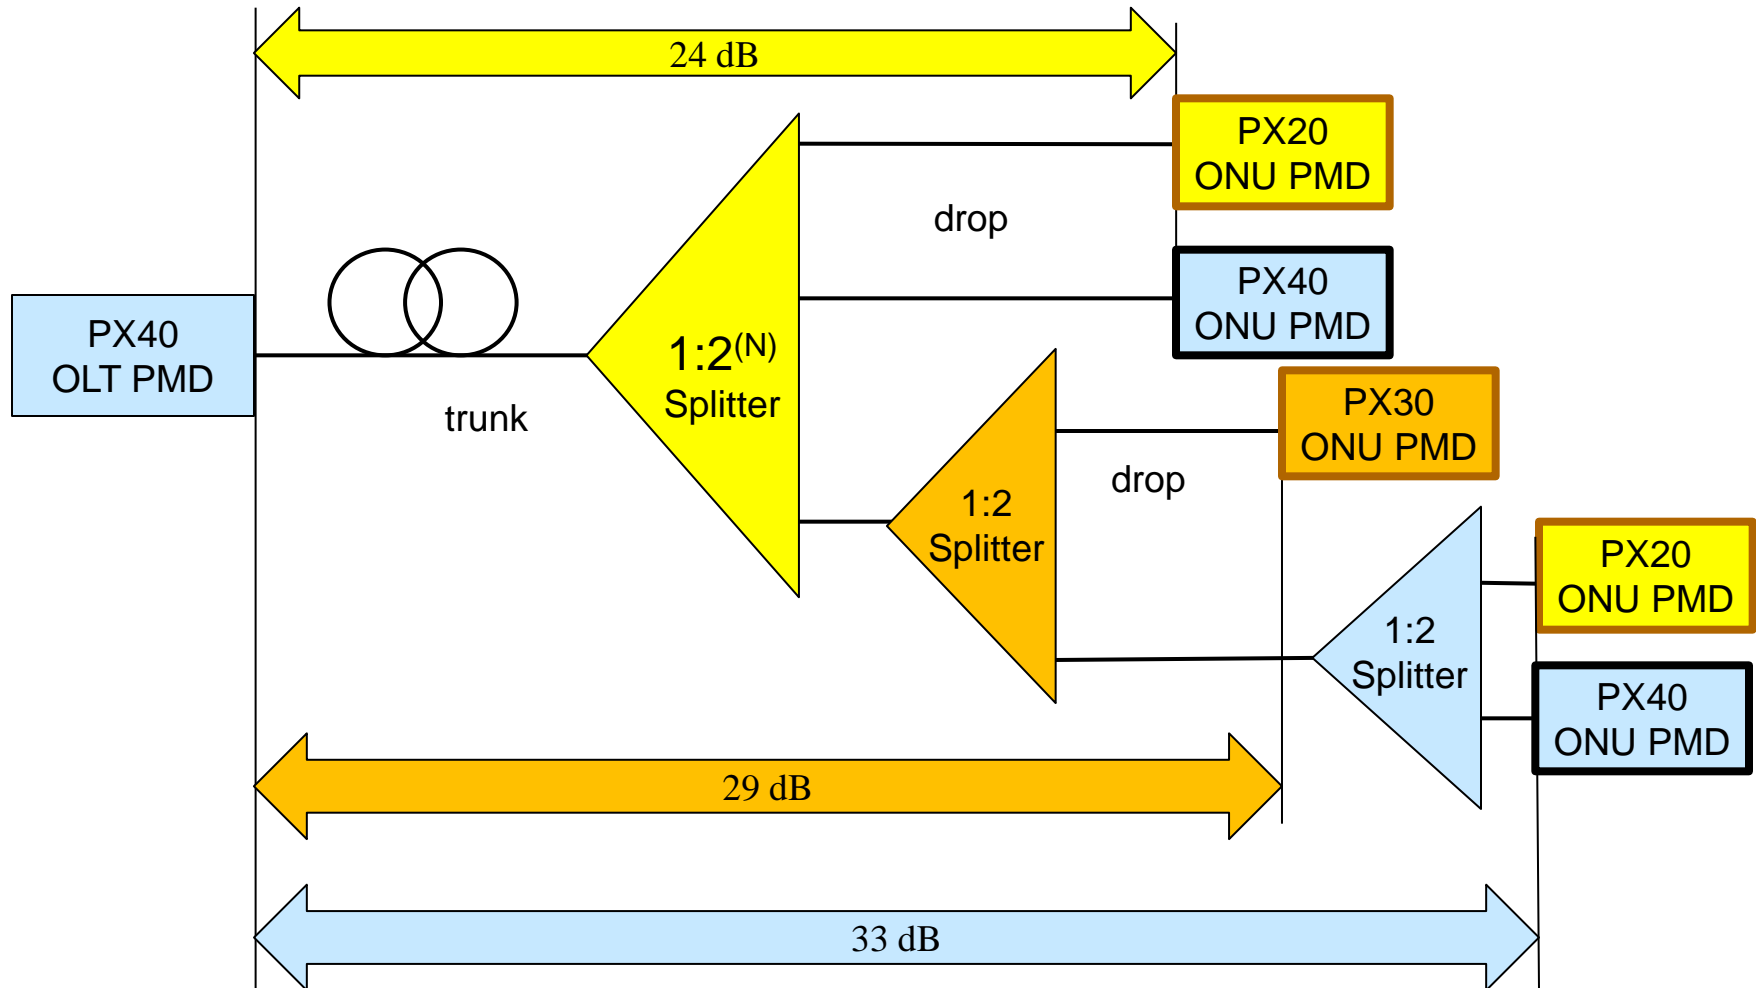 24 dB
PX20
ONU PMD
drop
PX40
ONU PMD
PX40
OLT PMD
1:2(N)
Splitter
trunk
PX30
ONU PMD
drop
1:2
Splitter
PX20
ONU PMD
1:2
Splitter
PX40
ONU PMD
29 dB
33 dB